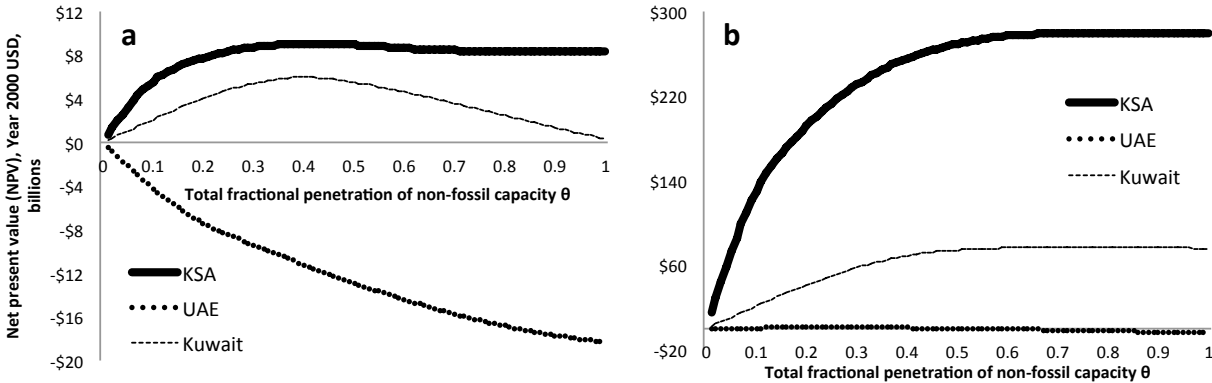 Net present value (NPV), Year 2000 USD,
billions
$12
$8
$4
$0
-$4
-$8
-$12
-$16
-$20
a
0 0.1 0.2 0.3 0.4 0.5 0.6 0.7 0.8 0.9 1
Total fractional penetration of non-fossil capacity θ
KSA
UAE
Kuwait
$300
$220
$140
$60
-$20
b
KSA
UAE
Kuwait
0 0.1 0.2 0.3 0.4 0.5 0.6 0.7 0.8 0.9 1
Total fractional penetration of non-fossil capacity θ